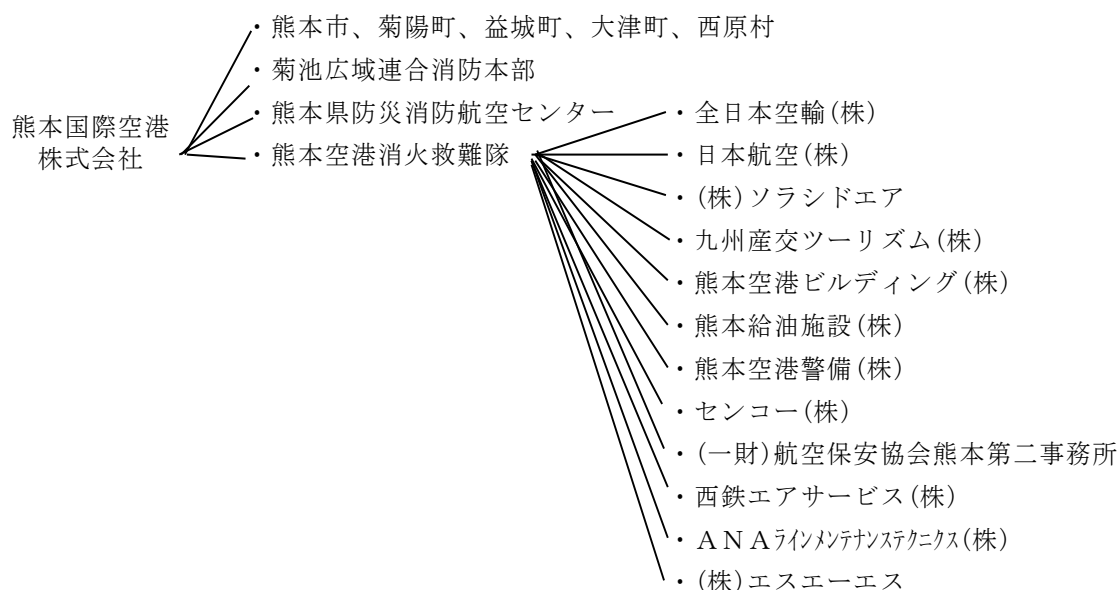 ・熊本市、菊陽町、益城町、大津町、西原村
・菊池広域連合消防本部
・熊本県防災消防航空センター
・熊本空港消火救難隊
熊本国際空港
株式会社
・全日本空輸(株)
・日本航空(株)
・(株)ソラシドエア
・九州産交ツーリズム(株)
・熊本空港ビルディング(株)
・熊本給油施設(株)
・熊本空港警備(株)
・センコー(株)
・(一財)航空保安協会熊本第二事務所
・西鉄エアサービス(株)
・ＡＮＡﾗｲﾝﾒﾝﾃﾅﾝｽﾃｸﾆｸｽ(株)
・(株)エスエーエス